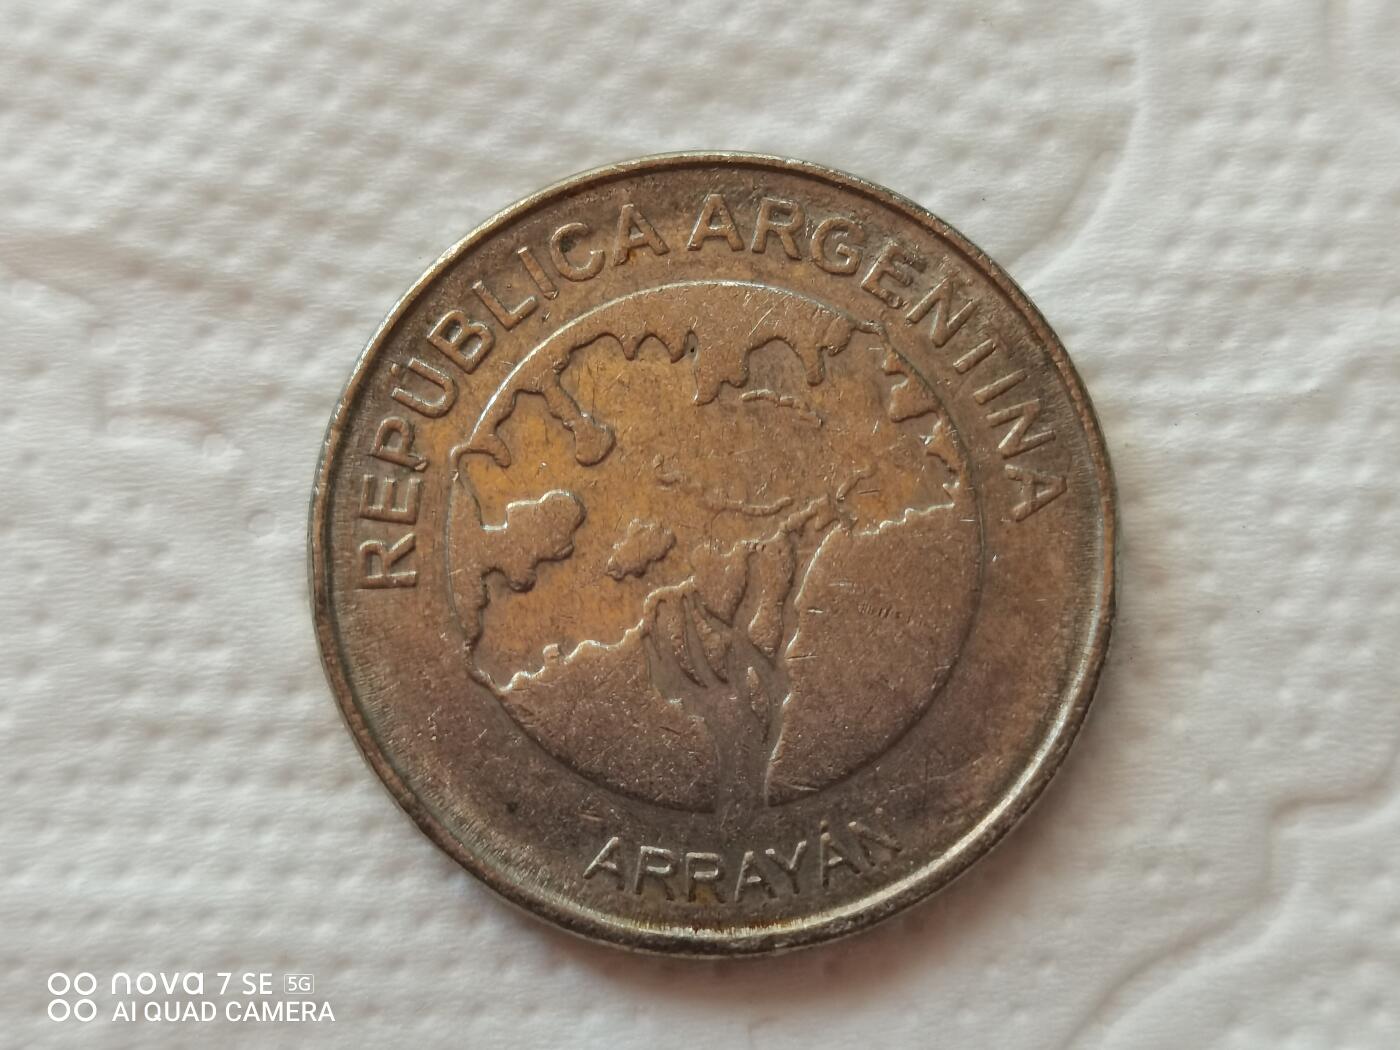 REPÚBLICA ARGENTINA
ARRAYÁN
nova 7 SE 5G
AI QUAD CAMERA